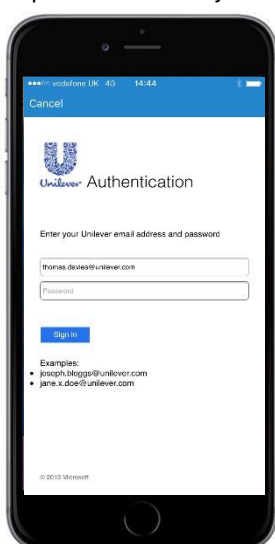 vodafone UK 4G 14:44
Cancel
Unilever Authentication
Enter your Unilever email address and password
thomas.davies@unilever.com
Password
Sign in
Examples:
• joseph.bloggs@unilever.com
• jane.x.doe@unilever.com
© 2013 Microsoft